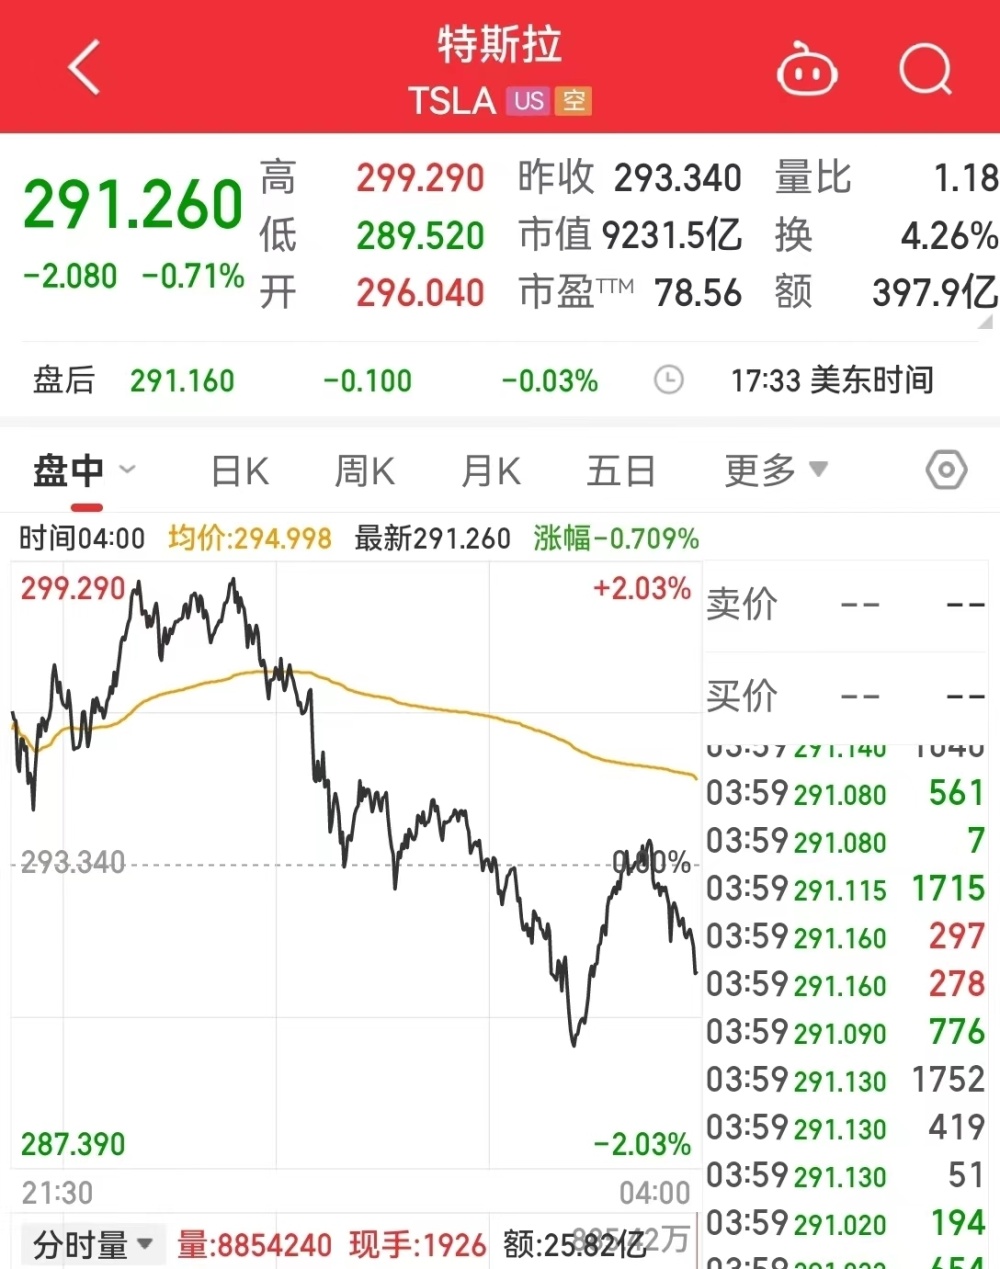 特斯拉
TSLA US 空
291.260
-2.080 -0.71%
高 299.290 昨收 293.340 量比 1.18
低 289.520 市值 9231.5亿 换 4.26%
开 296.040 市盈TTM 78.56 额 397.9亿
盘后 291.160 -0.100 -0.03% 17:33 美东时间
盘中 日K 周K 月K 五日 更多
时间04:00 均价:294.998 最新291.260 涨幅-0.709%
299.290 +2.03%
293.340 0.00%
287.390 -2.03%
21:30 04:00
卖价 -- --
买价 -- --
03:59 291.140
03:59 291.080 561
03:59 291.080 7
03:59 291.115 1715
03:59 291.160 297
03:59 291.160 278
03:59 291.090 776
03:59 291.130 1752
03:59 291.130 419
03:59 291.130 51
03:59 291.020 194
分时量 量:8854240 现手:1926 额:25.82亿